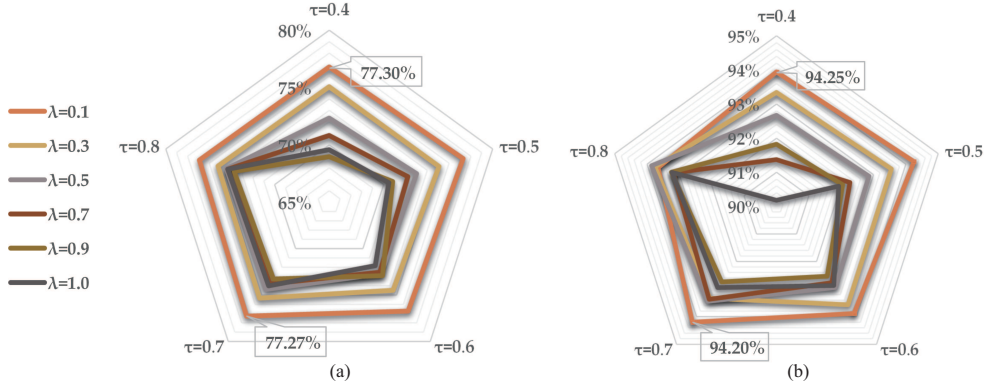 τ=0.4
80%
77.30%
75%
70%
65%
τ=0.5
τ=0.6
τ=0.7
τ=0.8
77.27%
(a)
λ=0.1
λ=0.3
λ=0.5
λ=0.7
λ=0.9
λ=1.0
τ=0.4
95%
94%
94.25%
93%
92%
91%
90%
τ=0.5
τ=0.6
τ=0.7
τ=0.8
94.20%
(b)